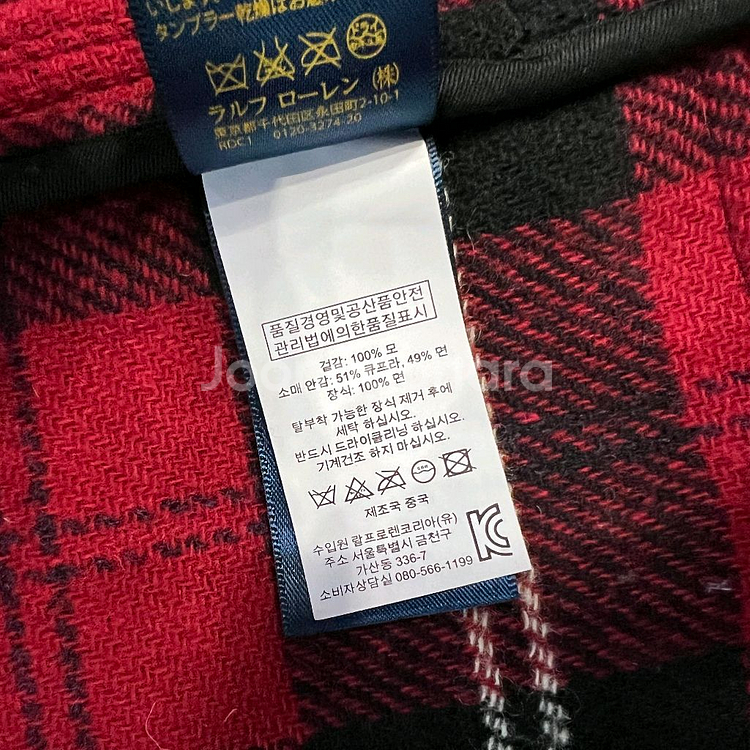 タンブラー乾燥はお避
ドライ
ラルフ ローレン (株)
東京都千代田区永田町2-10-1
RDC1 0120-3274-20
품질경영및공산품안전
관리법에의한품질표시
겉감: 100% 모
소매 안감: 51% 큐프라, 49% 면
장식: 100% 면
탈부착 가능한 장식 제거 후에
세탁 하십시오.
반드시 드라이클리닝 하십시오.
기계건조 하지 마십시오.
제조국 중국
수입원 랄프로렌코리아(유)
주소 서울특별시 금천구
가산동 336-7
소비자상담실 080-566-1199